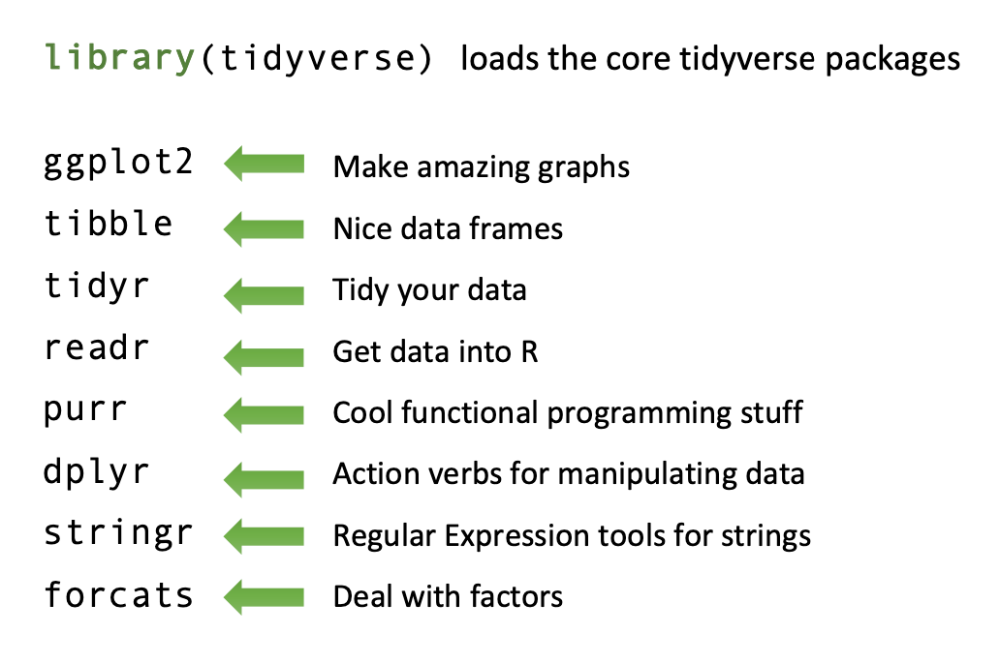 library(tidyverse) loads the core tidyverse packages
ggplot2 Make amazing graphs
tibble Nice data frames
tidyr Tidy your data
readr Get data into R
purr Cool functional programming stuff
dplyr Action verbs for manipulating data
stringr Regular Expression tools for strings
forcats Deal with factors